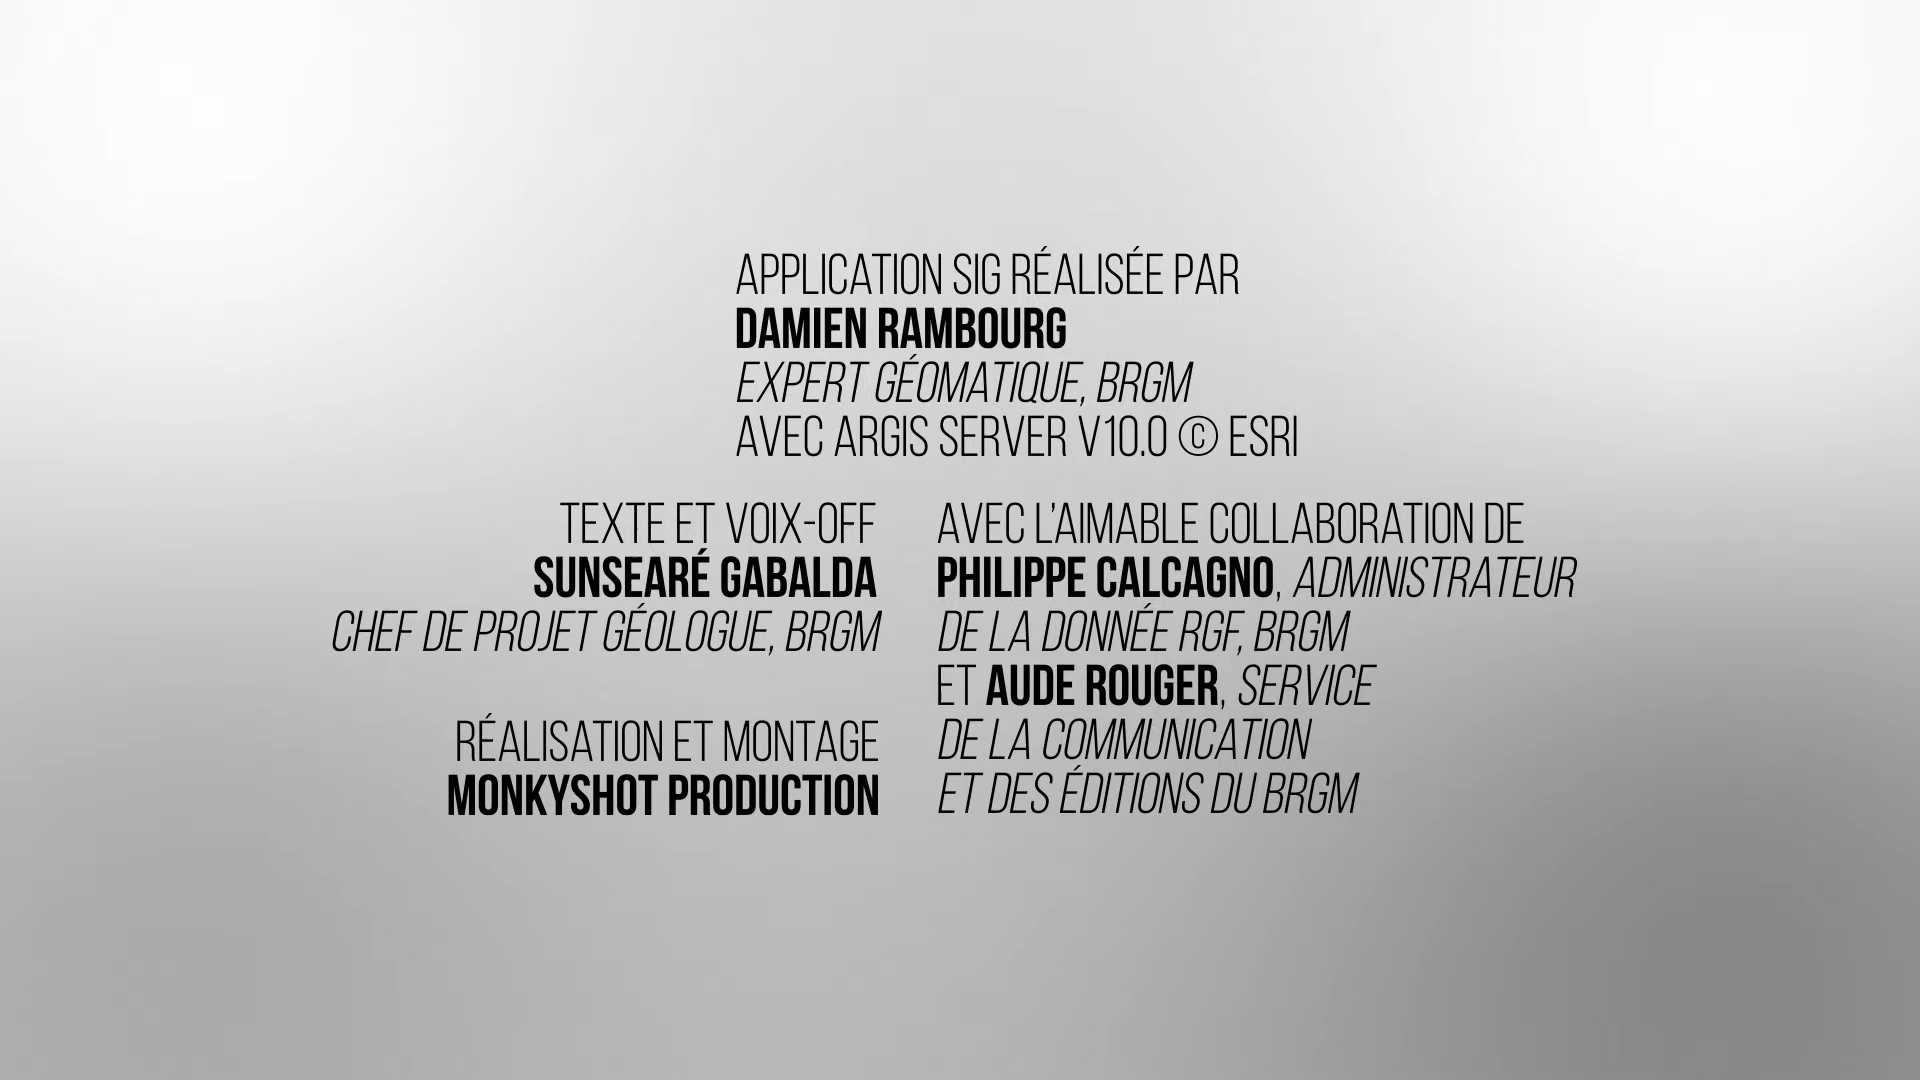 APPLICATION SIG RÉALISÉE PAR
DAMIEN RAMBOURG
EXPERT GÉOMATIQUE, BRGM
AVEC ARGIS SERVER V10.0 © ESRI
TEXTE ET VOIX-OFF
SUNSEARÉ GABALDA
CHEF DE PROJET GÉOLOGUE, BRGM
RÉALISATION ET MONTAGE
MONKYSHOT PRODUCTION
AVEC L’AIMABLE COLLABORATION DE
PHILIPPE CALCAGNO, ADMINISTRATEUR
DE LA DONNÉE RGF, BRGM
ET AUDE ROUGER, SERVICE
DE LA COMMUNICATION
ET DES ÉDITIONS DU BRGM